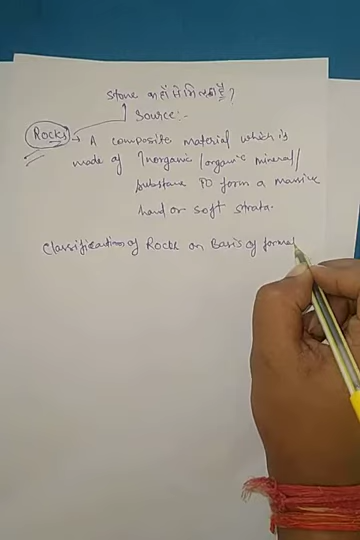 Stone कहाँ से मिलता है ?
Source:-
Rocks → A composite material which is
made of Inorganic / organic mineral /
substance to form a massive
hard or soft strata.
Classification of Rocks on Basis of format